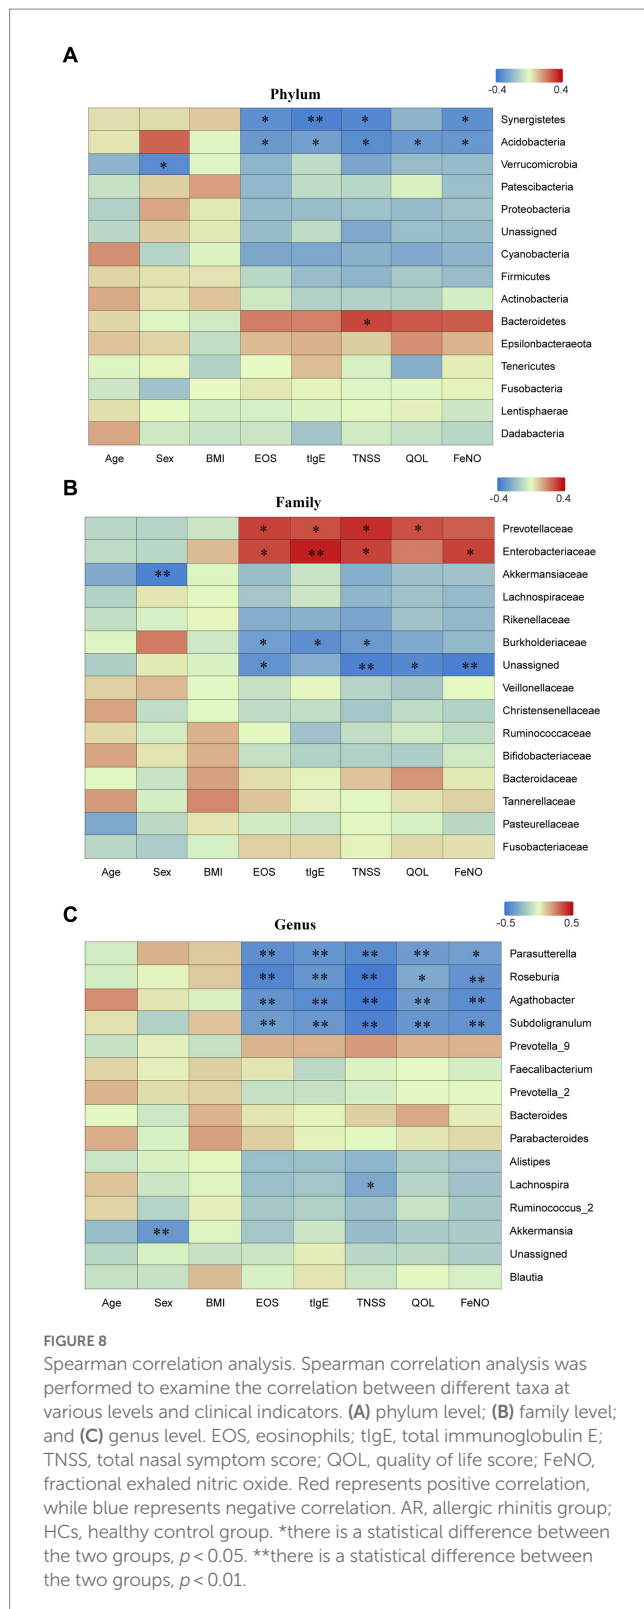 A
Phylum
-0.4 0.4
* ** * * Synergistetes
* * * * * Acidobacteria
* Verrucomicrobia
Patescibacteria
Proteobacteria
Unassigned
Cyanobacteria
Firmicutes
Actinobacteria
* Bacteroidetes
Epsilonbacteraeota
Tenericutes
Fusobacteria
Lentisphaerae
Dadabacteria
Age Sex BMI EOS tIgE TNSS QOL FeNO
B
Family
-0.4 0.4
* * * * Prevotellaceae
* ** * * Enterobacteriaceae
** Akkermansiaceae
Lachnospiraceae
Rikenellaceae
* * * Burkholderiaceae
* ** * ** Unassigned
Veillonellaceae
Christensenellaceae
Ruminococcaceae
Bifidobacteriaceae
Bacteroidaceae
Tannerellaceae
Pasteurellaceae
Fusobacteriaceae
Age Sex BMI EOS tIgE TNSS QOL FeNO
C
Genus
-0.5 0.5
** ** ** ** * Parasutterella
** ** ** * ** Roseburia
** ** ** ** ** Agathobacter
** ** ** ** ** Subdoligranulum
Prevotella_9
Faecalibacterium
Prevotella_2
Bacteroides
Parabacteroides
Alistipes
* Lachnospira
Ruminococcus_2
** Akkermansia
Unassigned
Blautia
Age Sex BMI EOS tIgE TNSS QOL FeNO
FIGURE 8
Spearman correlation analysis. Spearman correlation analysis was
performed to examine the correlation between different taxa at
various levels and clinical indicators. (A) phylum level; (B) family level;
and (C) genus level. EOS, eosinophils; tIgE, total immunoglobulin E;
TNSS, total nasal symptom score; QOL, quality of life score; FeNO,
fractional exhaled nitric oxide. Red represents positive correlation,
while blue represents negative correlation. AR, allergic rhinitis group;
HCs, healthy control group. *there is a statistical difference between
the two groups, p < 0.05. **there is a statistical difference between
the two groups, p < 0.01.